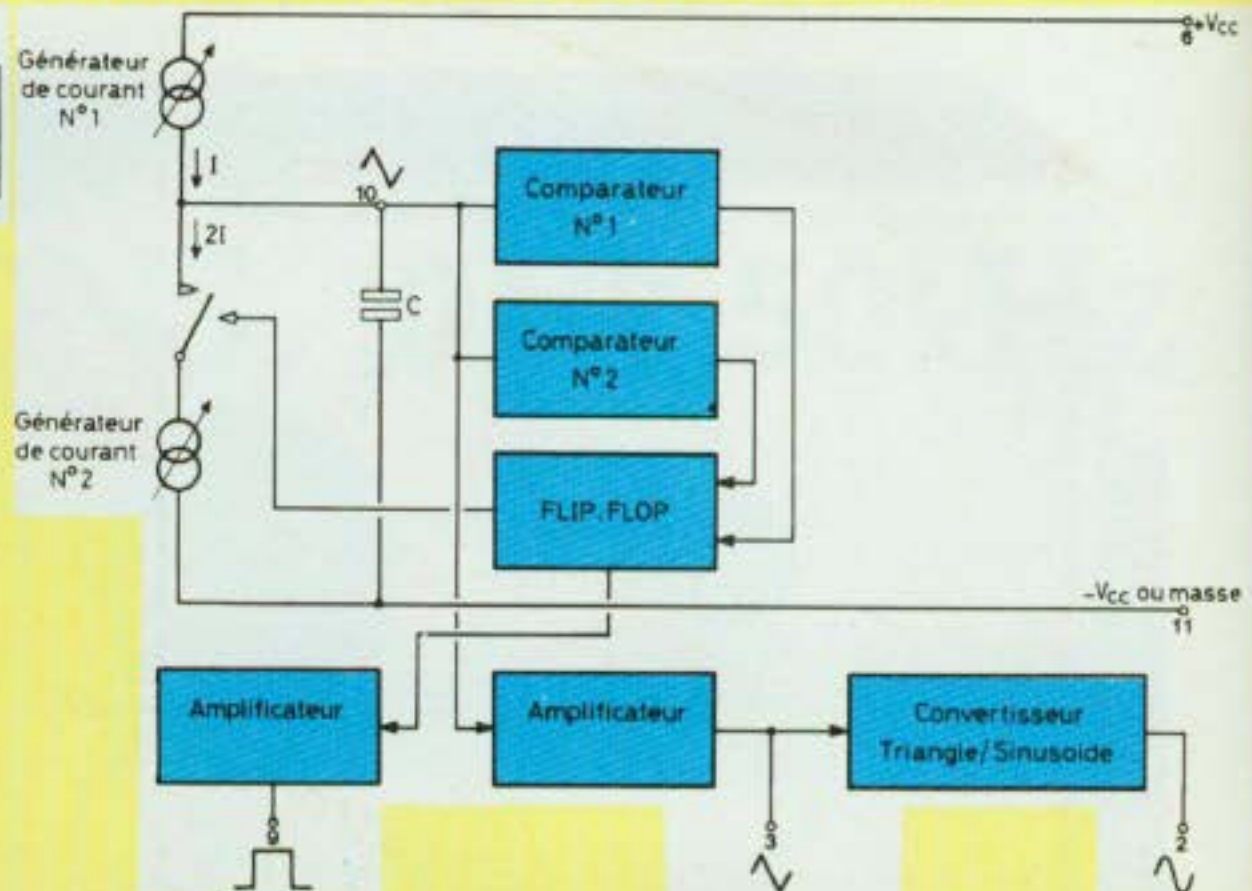 +Vcc
6
Générateur
de courant
N°1
I
10
2I
C
Comparateur
N°1
Comparateur
N°2
Générateur
de courant
N°2
FLIP.FLOP
-Vcc ou masse
11
Amplificateur
Amplificateur
Convertisseur
Triangle/Sinusoide
9
3
2